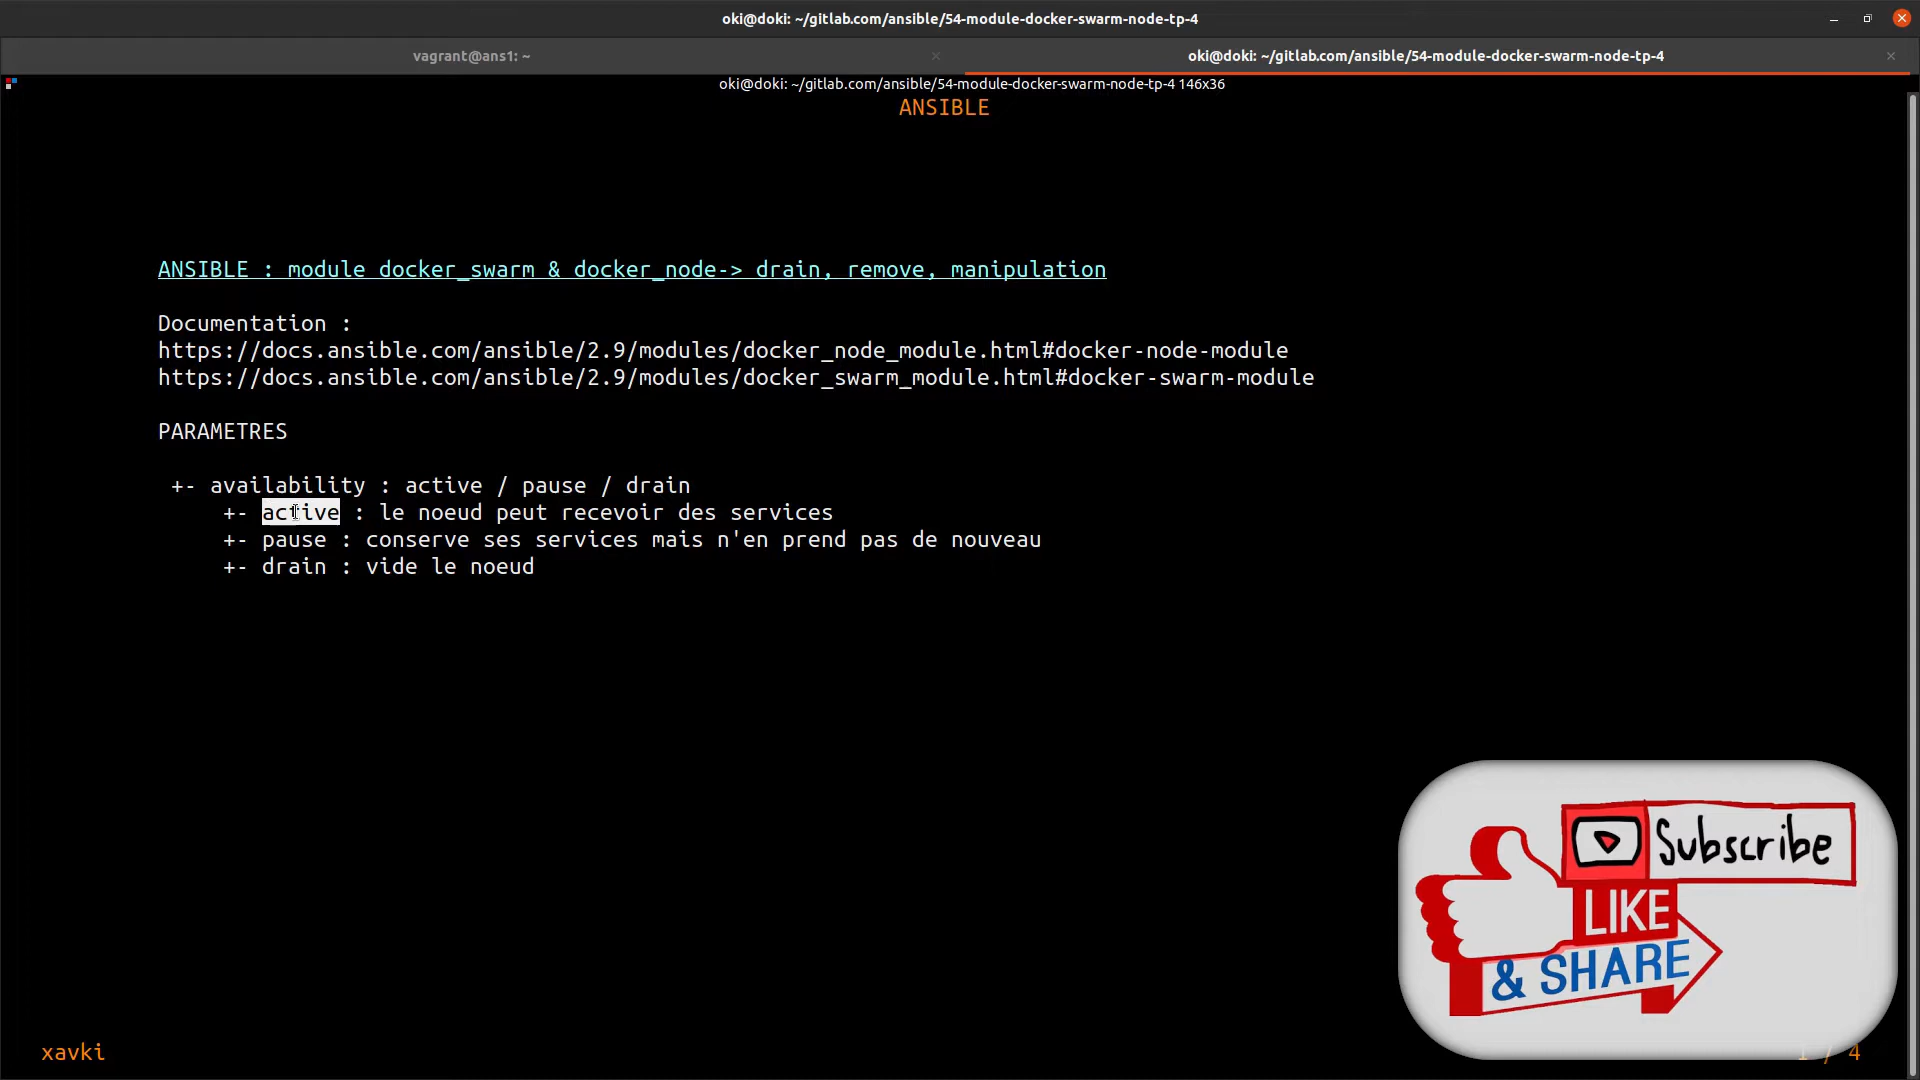 oki@doki: ~/gitlab.com/ansible/54-module-docker-swarm-node-tp-4
vagrant@ans1: ~
oki@doki: ~/gitlab.com/ansible/54-module-docker-swarm-node-tp-4
oki@doki: ~/gitlab.com/ansible/54-module-docker-swarm-node-tp-4 146x36
ANSIBLE
ANSIBLE : module docker_swarm & docker_node-> drain, remove, manipulation
Documentation :
https://docs.ansible.com/ansible/2.9/modules/docker_node_module.html#docker-node-module
https://docs.ansible.com/ansible/2.9/modules/docker_swarm_module.html#docker-swarm-module
PARAMETRES
+- availability : active / pause / drain
+- active : le noeud peut recevoir des services
+- pause : conserve ses services mais n'en prend pas de nouveau
+- drain : vide le noeud
Subscribe
LIKE
& SHARE
xavki
1 / 4